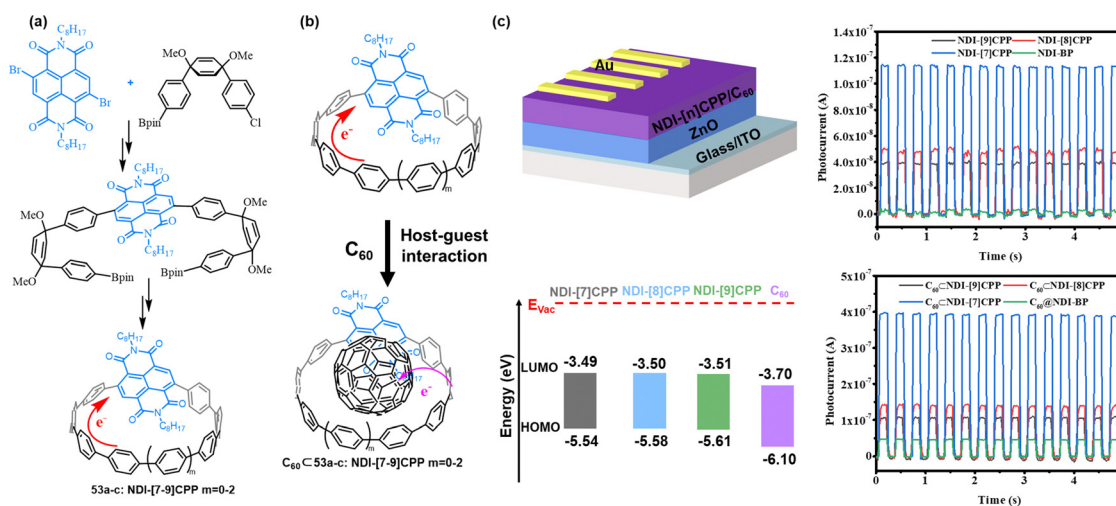 (a)
C8H17
O N O
Br
Br
O N O
C8H17
+
MeO
OMe
Bpin
Cl
C8H17
O N O
MeO
OMe
O N O
C8H17
MeO
Bpin
Bpin
OMe
C8H17
O N O
O N O
C8H17
e-
m
53a-c: NDI-[7-9]CPP m=0-2
(b)
C8H17
O N O
O N O
C8H17
e-
m
C60
Host-guest
interaction
C8H17
O N O
e-
m
C60⊂53a-c: NDI-[7-9]CPP m=0-2
(c)
Au
NDI-[n]CPP/C60
ZnO
Glass/ITO
NDI-[7]CPP NDI-[8]CPP NDI-[9]CPP C60
EVac
Energy (eV)
LUMO
-3.49 -3.50 -3.51 -3.70
HOMO
-5.54 -5.58 -5.61 -6.10
NDI-[9]CPP NDI-[8]CPP
NDI-[7]CPP NDI-BP
Photocurrent (A)
1.4x10-7
1.2x10-7
1.0x10-7
8.0x10-8
6.0x10-8
4.0x10-8
2.0x10-8
0.0
0 1 2 3 4
Time (s)
C60⊂NDI-[9]CPP C60⊂NDI-[8]CPP
C60⊂NDI-[7]CPP C60@NDI-BP
Photocurrent (A)
5x10-7
4x10-7
3x10-7
2x10-7
1x10-7
0
0 1 2 3 4
Time (s)